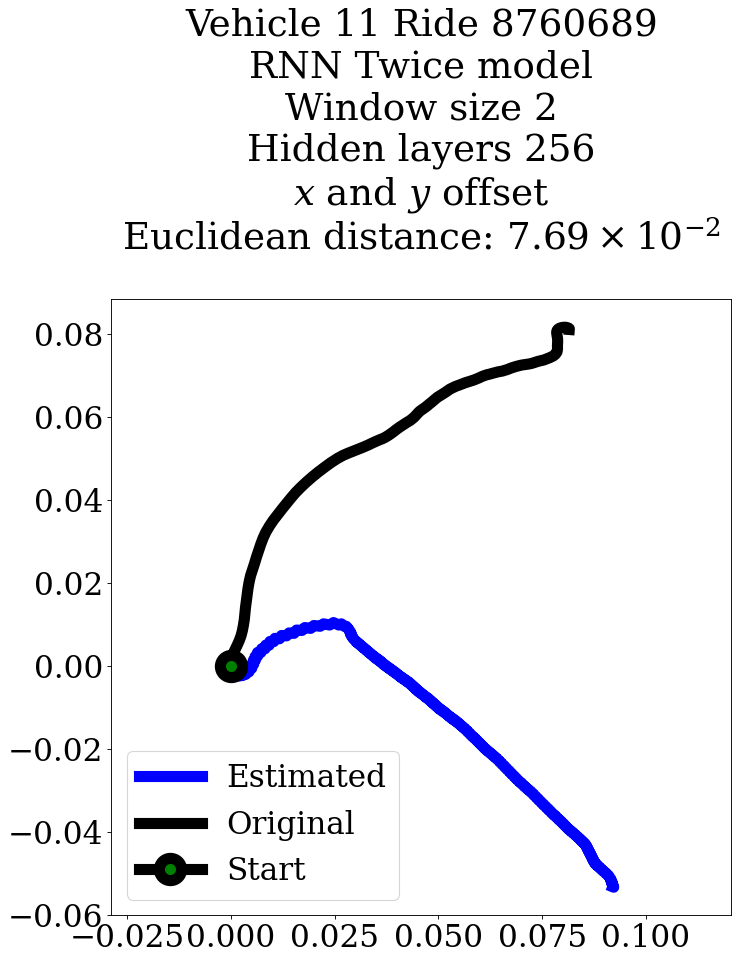 Vehicle 11 Ride 8760689
RNN Twice model
Window size 2
Hidden layers 256
x and y offset
Euclidean distance: 7.69 × 10⁻²
0.08
0.06
0.04
0.02
0.00
−0.02
−0.04
−0.06
Estimated
Original
Start
−0.025 0.000 0.025 0.050 0.075 0.100